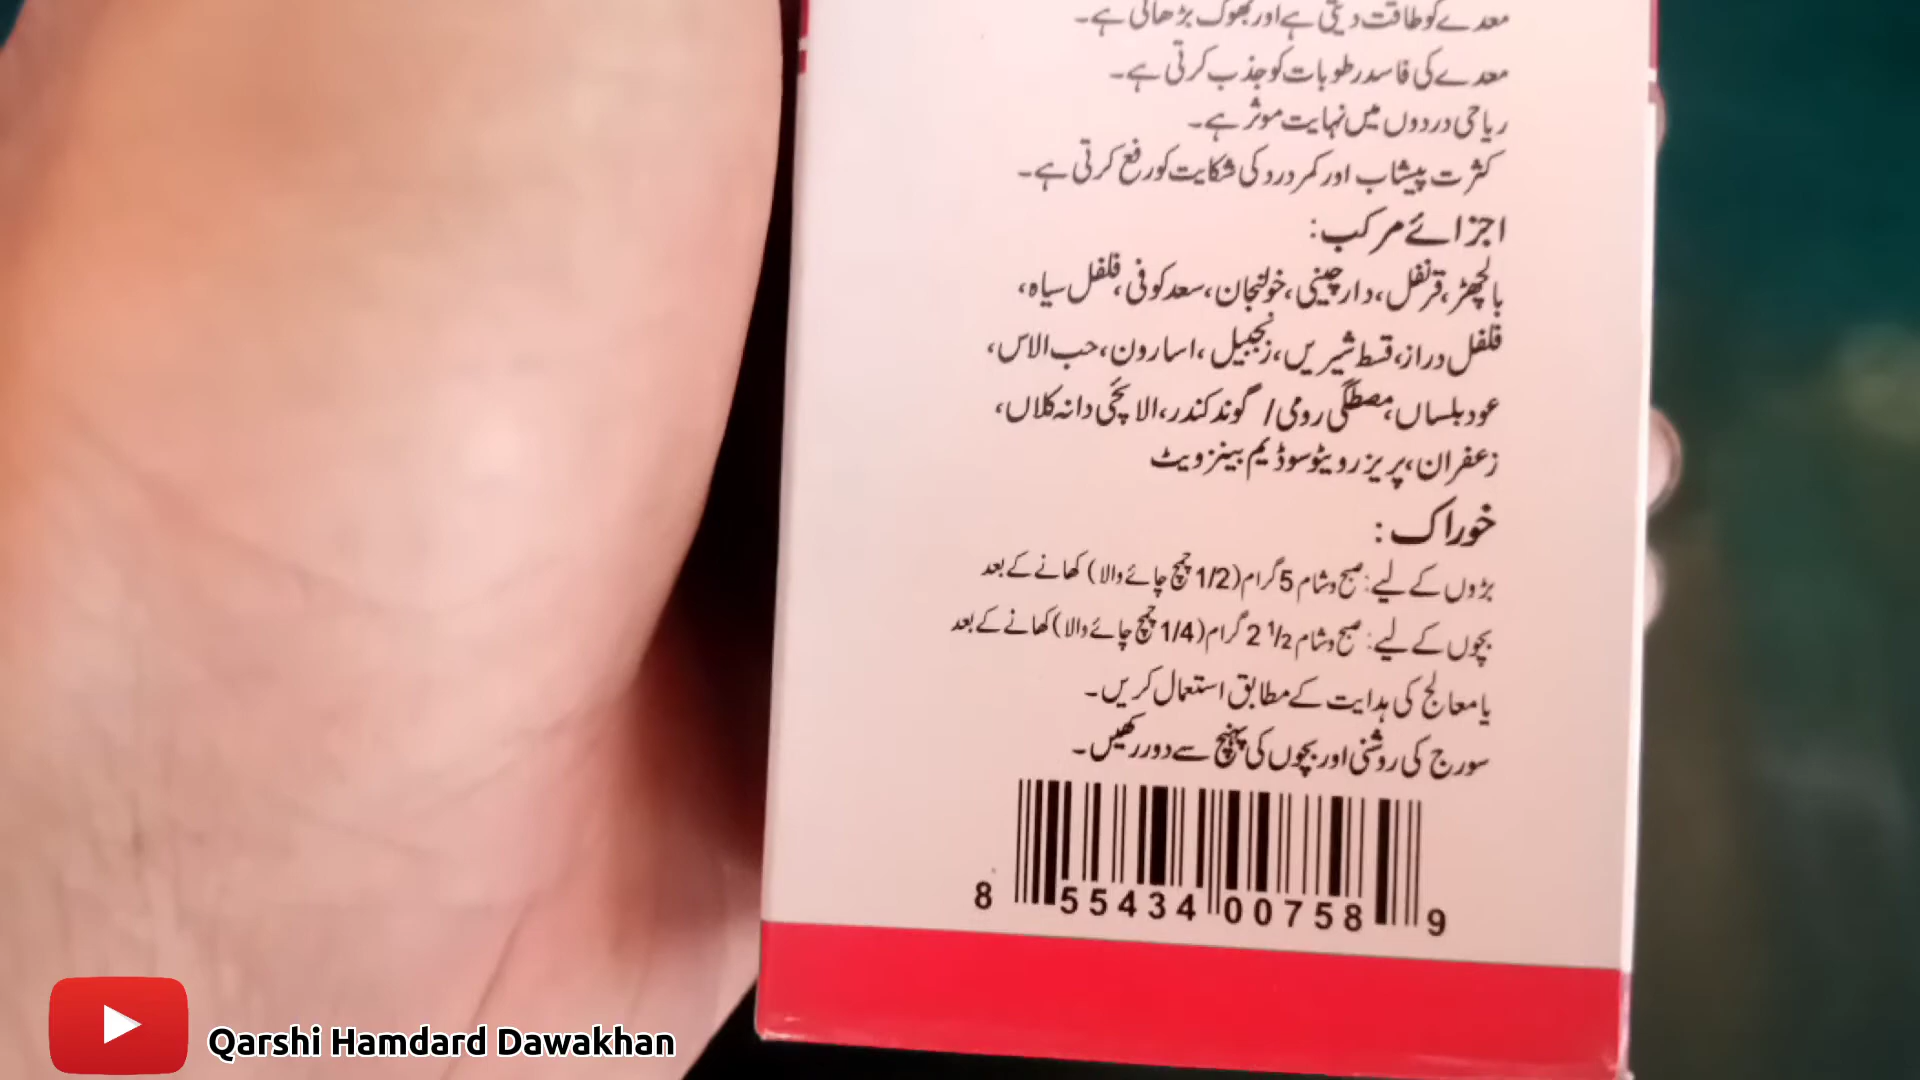 معدے کو طاقت دیتی ہے اور بھوک بڑھاتی ہے۔
معدے کی فاسد رطوبات کو جذب کرتی ہے۔
ریاحی دردوں میں نہایت موثر ہے۔
کثرت پیشاب اور کمر درد کی شکایت کو رفع کرتی ہے۔
اجزائے مرکب:
بالچھڑ، قرنفل، دارچینی، خولنجان، سعد کوفی، فلفل سیاہ،
فلفل دراز، قسط شیریں، زنجبیل، اسارون، حب الاس،
عود بلساں، مصطگی رومی/ گوند کندر، الائچی دانہ کلاں،
زعفران، پریزرویٹو سوڈیم بینزویٹ
خوراک:
بڑوں کے لیے: صبح و شام 5 گرام (1/2 چمچ چائے والا) کھانے کے بعد
بچوں کے لیے: صبح و شام 2 ½ گرام (1/4 چمچ چائے والا) کھانے کے بعد
یا معالج کی ہدایت کے مطابق استعمال کریں۔
سورج کی روشنی اور بچوں کی پہنچ سے دور رکھیں۔
8 55434 00758 9
Qarshi Hamdard Dawakhan